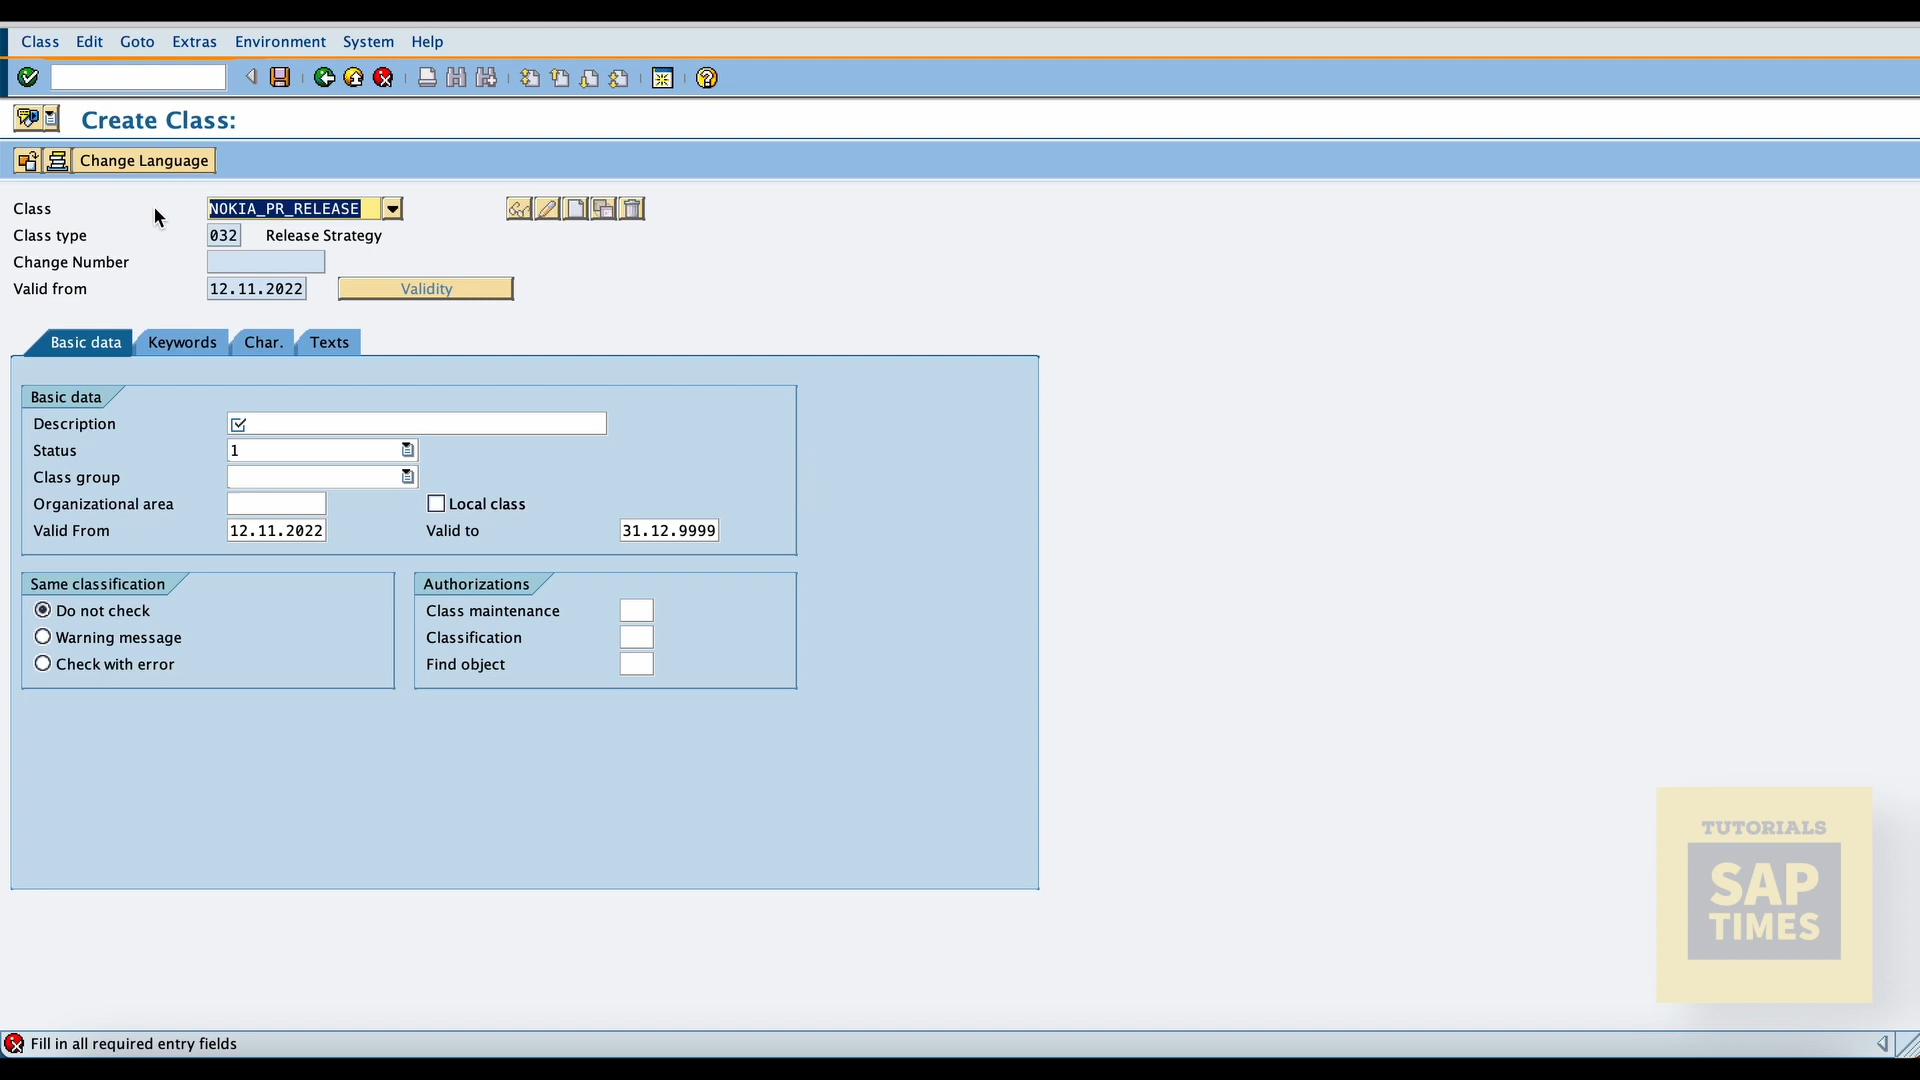 Class Edit Goto Extras Environment System Help
Create Class:
Change Language
Class NOKIA_PR_RELEASE
Class type 032 Release Strategy
Change Number
Valid from 12.11.2022 Validity
Basic data Keywords Char. Texts
Basic data
Description
Status 1
Class group
Organizational area Local class
Valid From 12.11.2022 Valid to 31.12.9999
Same classification Authorizations
Do not check Class maintenance
Warning message Classification
Check with error Find object
TUTORIALS
SAP
TIMES
Fill in all required entry fields